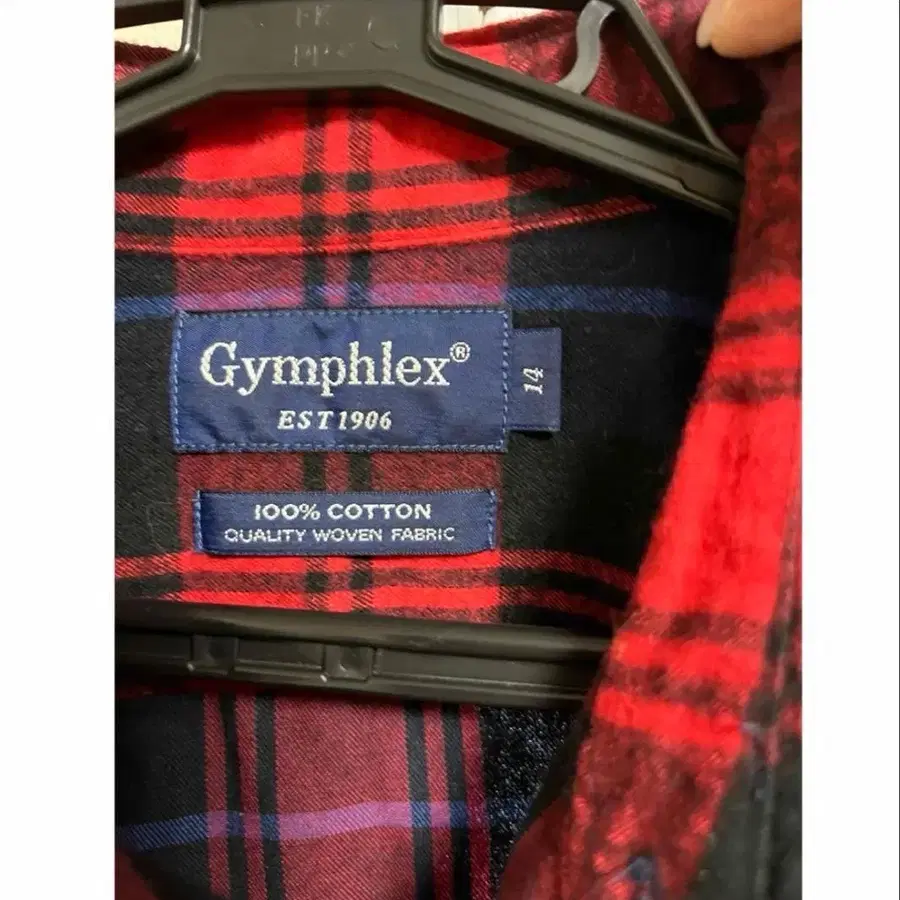 Gymphlex®
EST 1906
14
100% COTTON
QUALITY WOVEN FABRIC